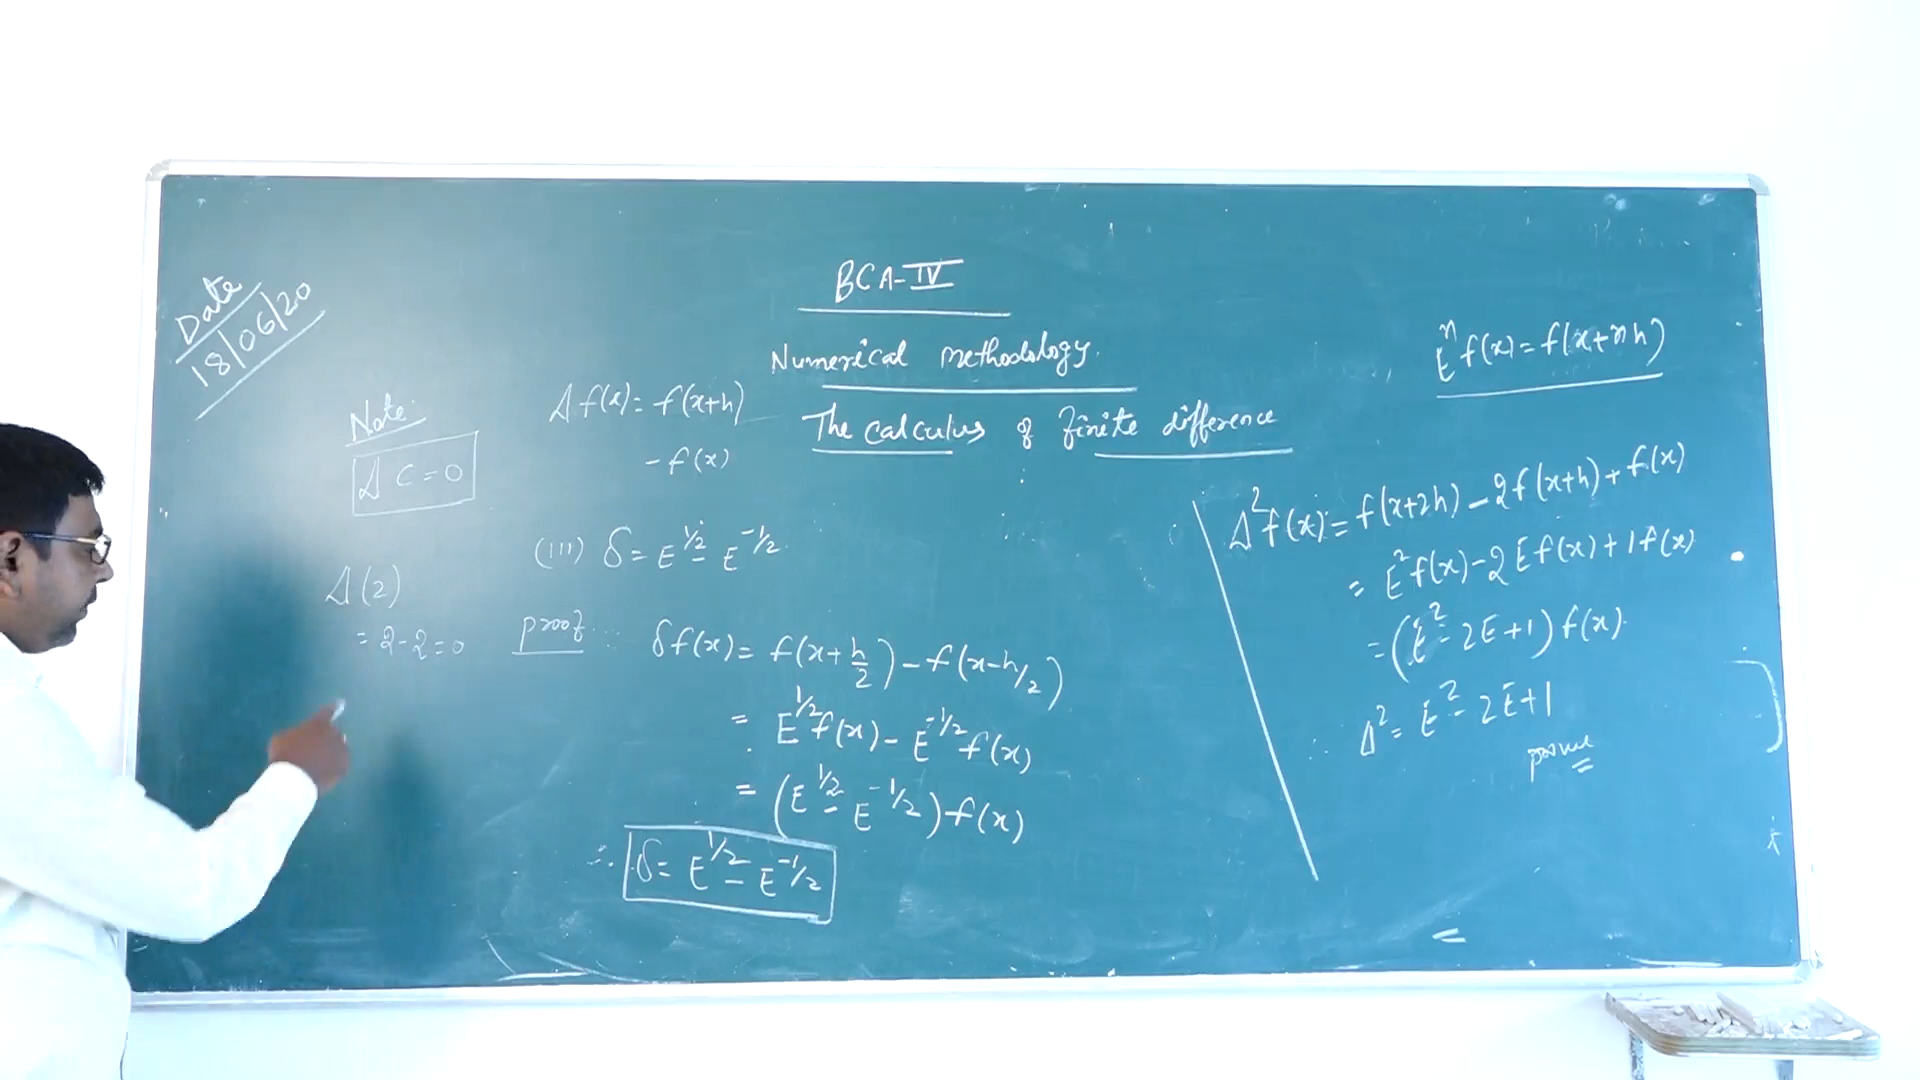 Date
18/06/20
BCA-IV
Numerical methodology.
The calculus of finite difference
Eⁿ f(x) = f(x+nh)
Note:
Δ C = 0
Δ f(x) = f(x+h)
- f(x)
Δ(2)
= 2-2=0
(III) δ = E^1/2 - E^-1/2.
proof:
δf(x) = f(x+h/2) - f(x-h/2)
= E^1/2 f(x) - E^-1/2 f(x)
= (E^1/2 - E^-1/2) f(x)
∴ δ = E^1/2 - E^-1/2
Δ² f(x) = f(x+2h) - 2f(x+h) + f(x)
= E² f(x) - 2 E f(x) + 1 f(x)
= (E² - 2E + 1) f(x)
∴ Δ² = E² - 2E + 1